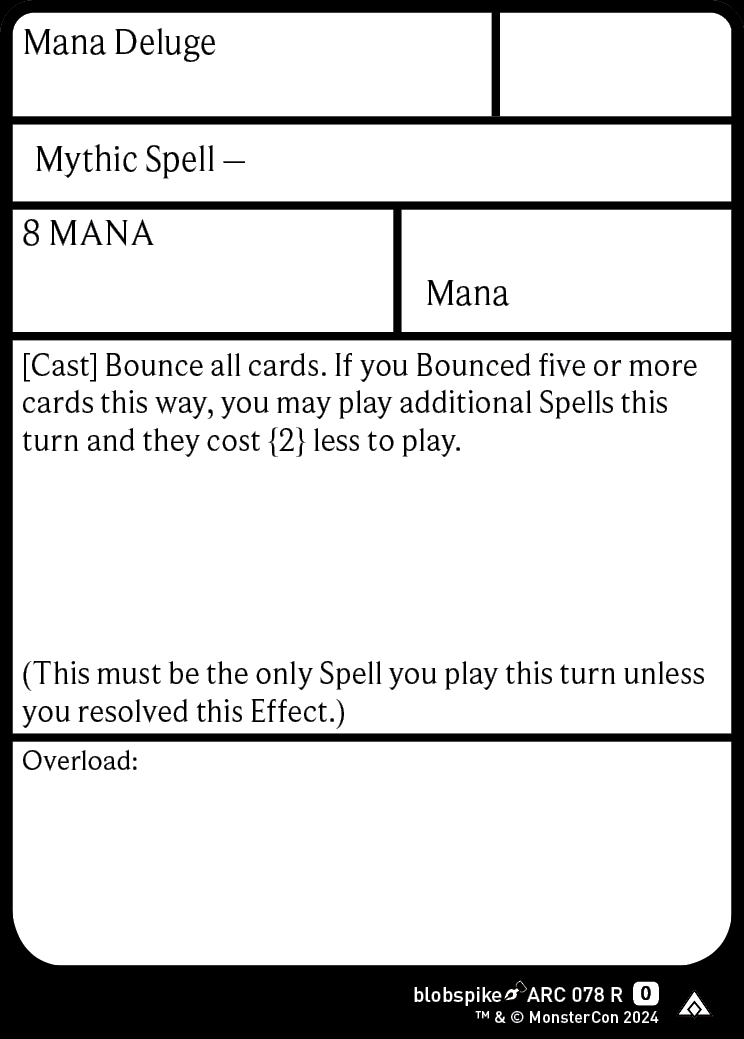 Mana Deluge
Mythic Spell —
8 MANA
Mana
[Cast] Bounce all cards. If you Bounced five or more
cards this way, you may play additional Spells this
turn and they cost {2} less to play.
(This must be the only Spell you play this turn unless
you resolved this Effect.)
Overload:
blobspike ARC 078 R 0
™ & © MonsterCon 2024